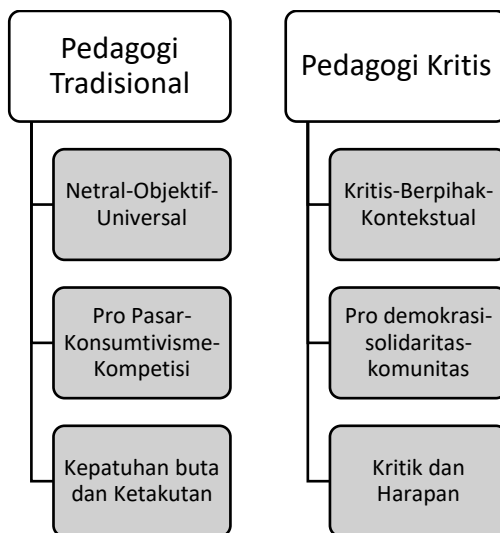 Pedagogi
Tradisional
Netral-Objektif-
Universal
Pro Pasar-
Konsumtivisme-
Kompetisi
Kepatuhan buta
dan Ketakutan
Pedagogi Kritis
Kritis-Berpihak-
Kontekstual
Pro demokrasi-
solidaritas-
komunitas
Kritik dan
Harapan